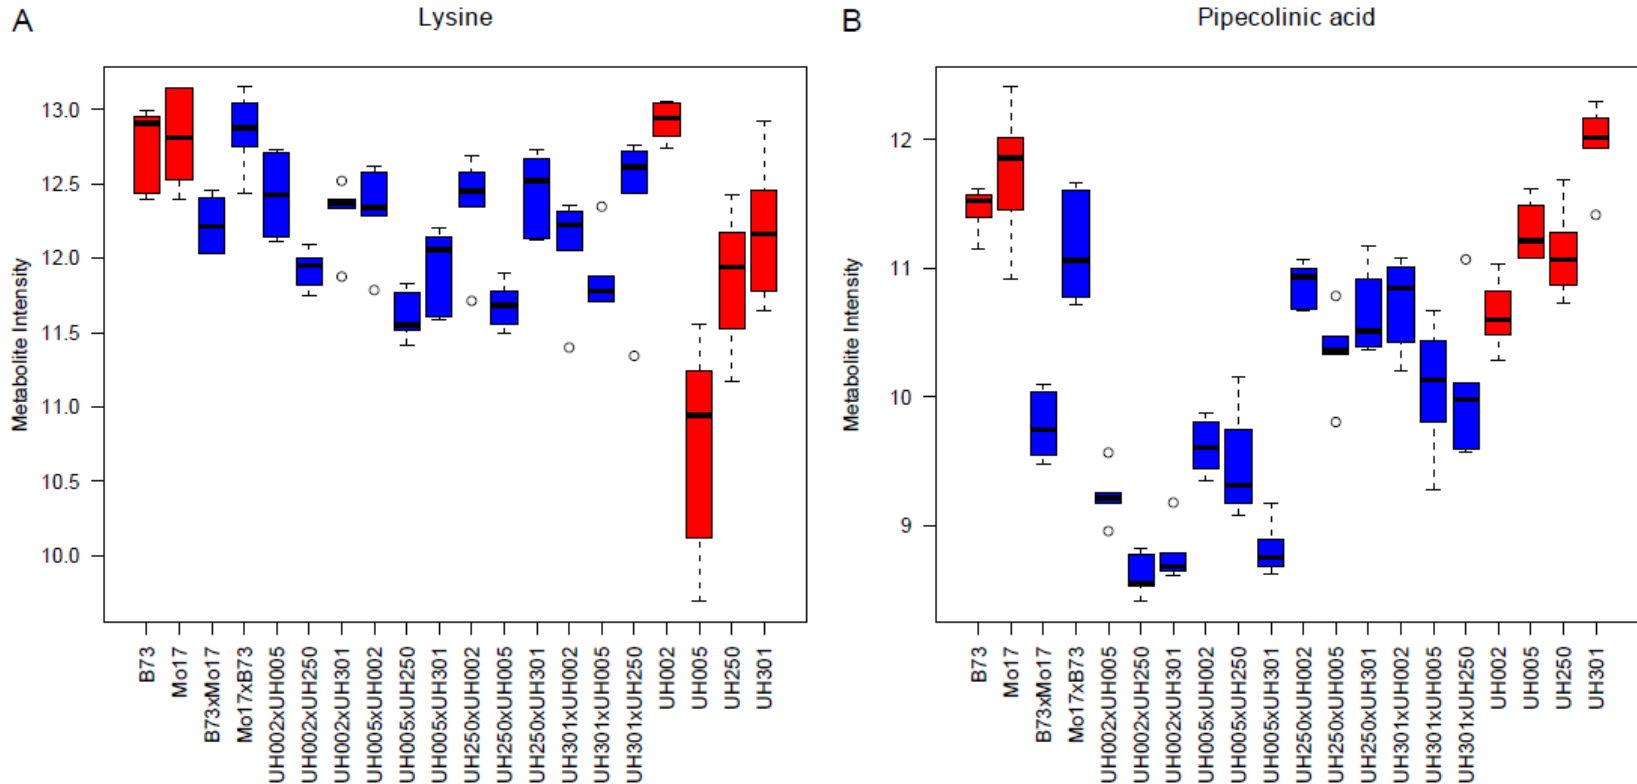 A
Lysine
Metabolite Intensity
13.0
12.5
12.0
11.5
11.0
10.5
10.0
B73
Mo17
B73xMo17
Mo17xB73
UH002xUH005
UH002xUH250
UH002xUH301
UH005xUH002
UH005xUH250
UH005xUH301
UH250xUH002
UH250xUH005
UH250xUH301
UH301xUH002
UH301xUH005
UH301xUH250
UH002
UH005
UH250
UH301
B
Pipecolinic acid
Metabolite Intensity
12
11
10
9
B73
Mo17
B73xMo17
Mo17xB73
UH002xUH005
UH002xUH250
UH002xUH301
UH005xUH002
UH005xUH250
UH005xUH301
UH250xUH002
UH250xUH005
UH250xUH301
UH301xUH002
UH301xUH005
UH301xUH250
UH002
UH005
UH250
UH301